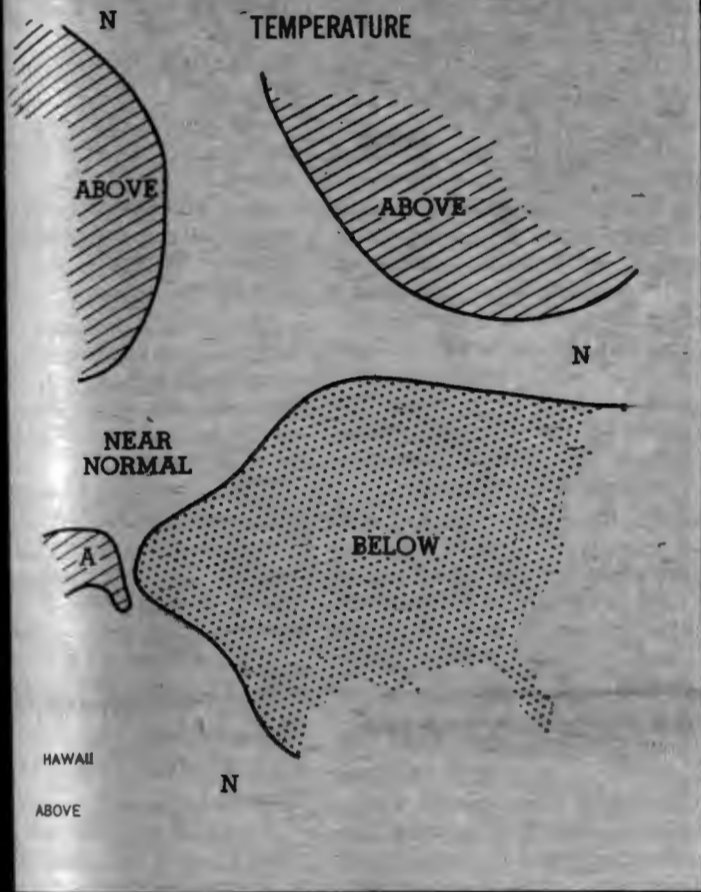 N
TEMPERATURE
ABOVE
ABOVE
N
NEAR
NORMAL
BELOW
A
HAWAII
N
ABOVE